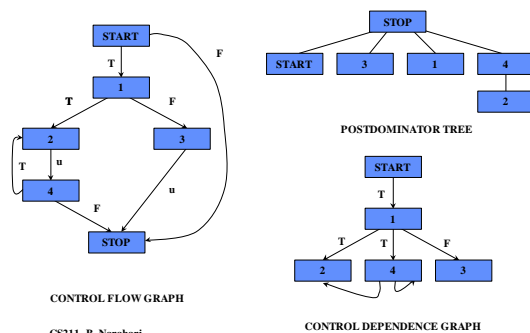 START
T
F
1
T
F
2
3
T
u
u
4
F
STOP
CONTROL FLOW GRAPH
STOP
START
3
1
4
2
POSTDOMINATOR TREE
START
T
1
T
T
F
2
4
3
CONTROL DEPENDENCE GRAPH